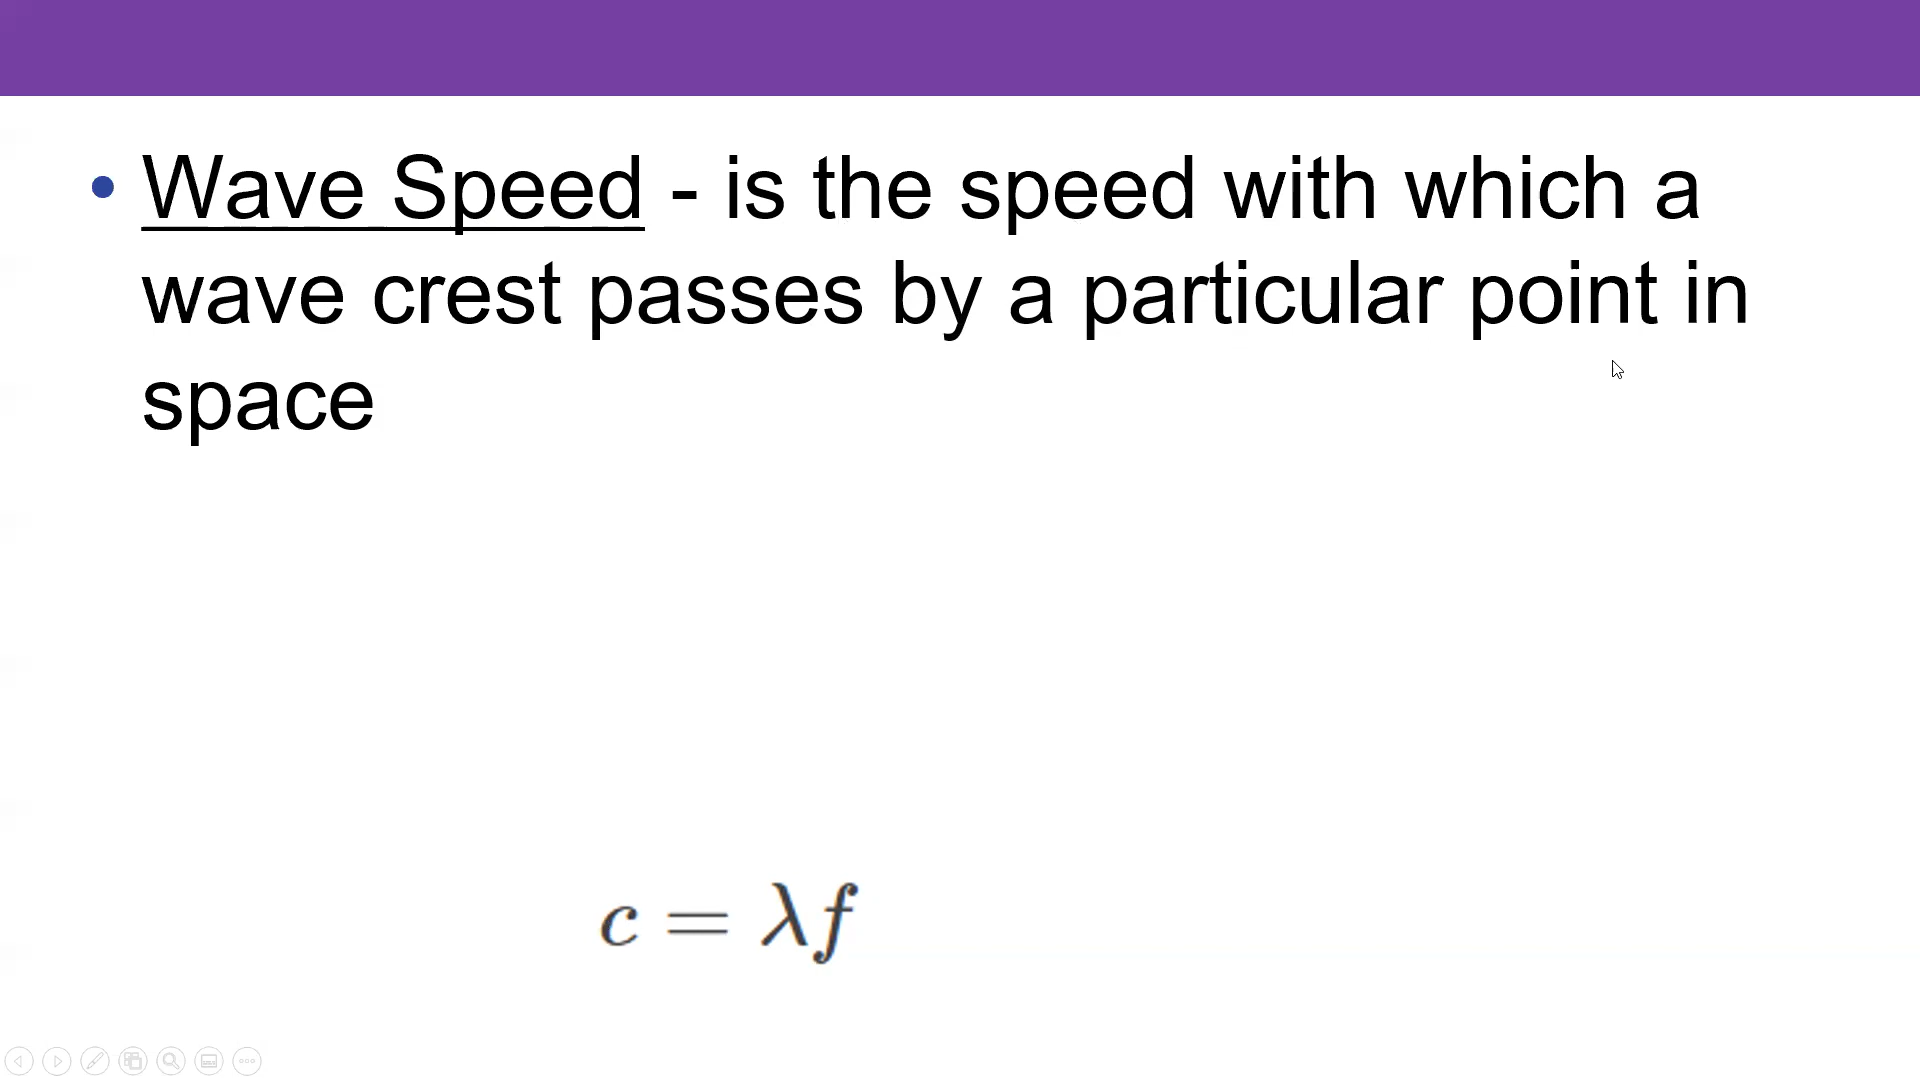 • Wave Speed - is the speed with which a
wave crest passes by a particular point in
space
c = λf